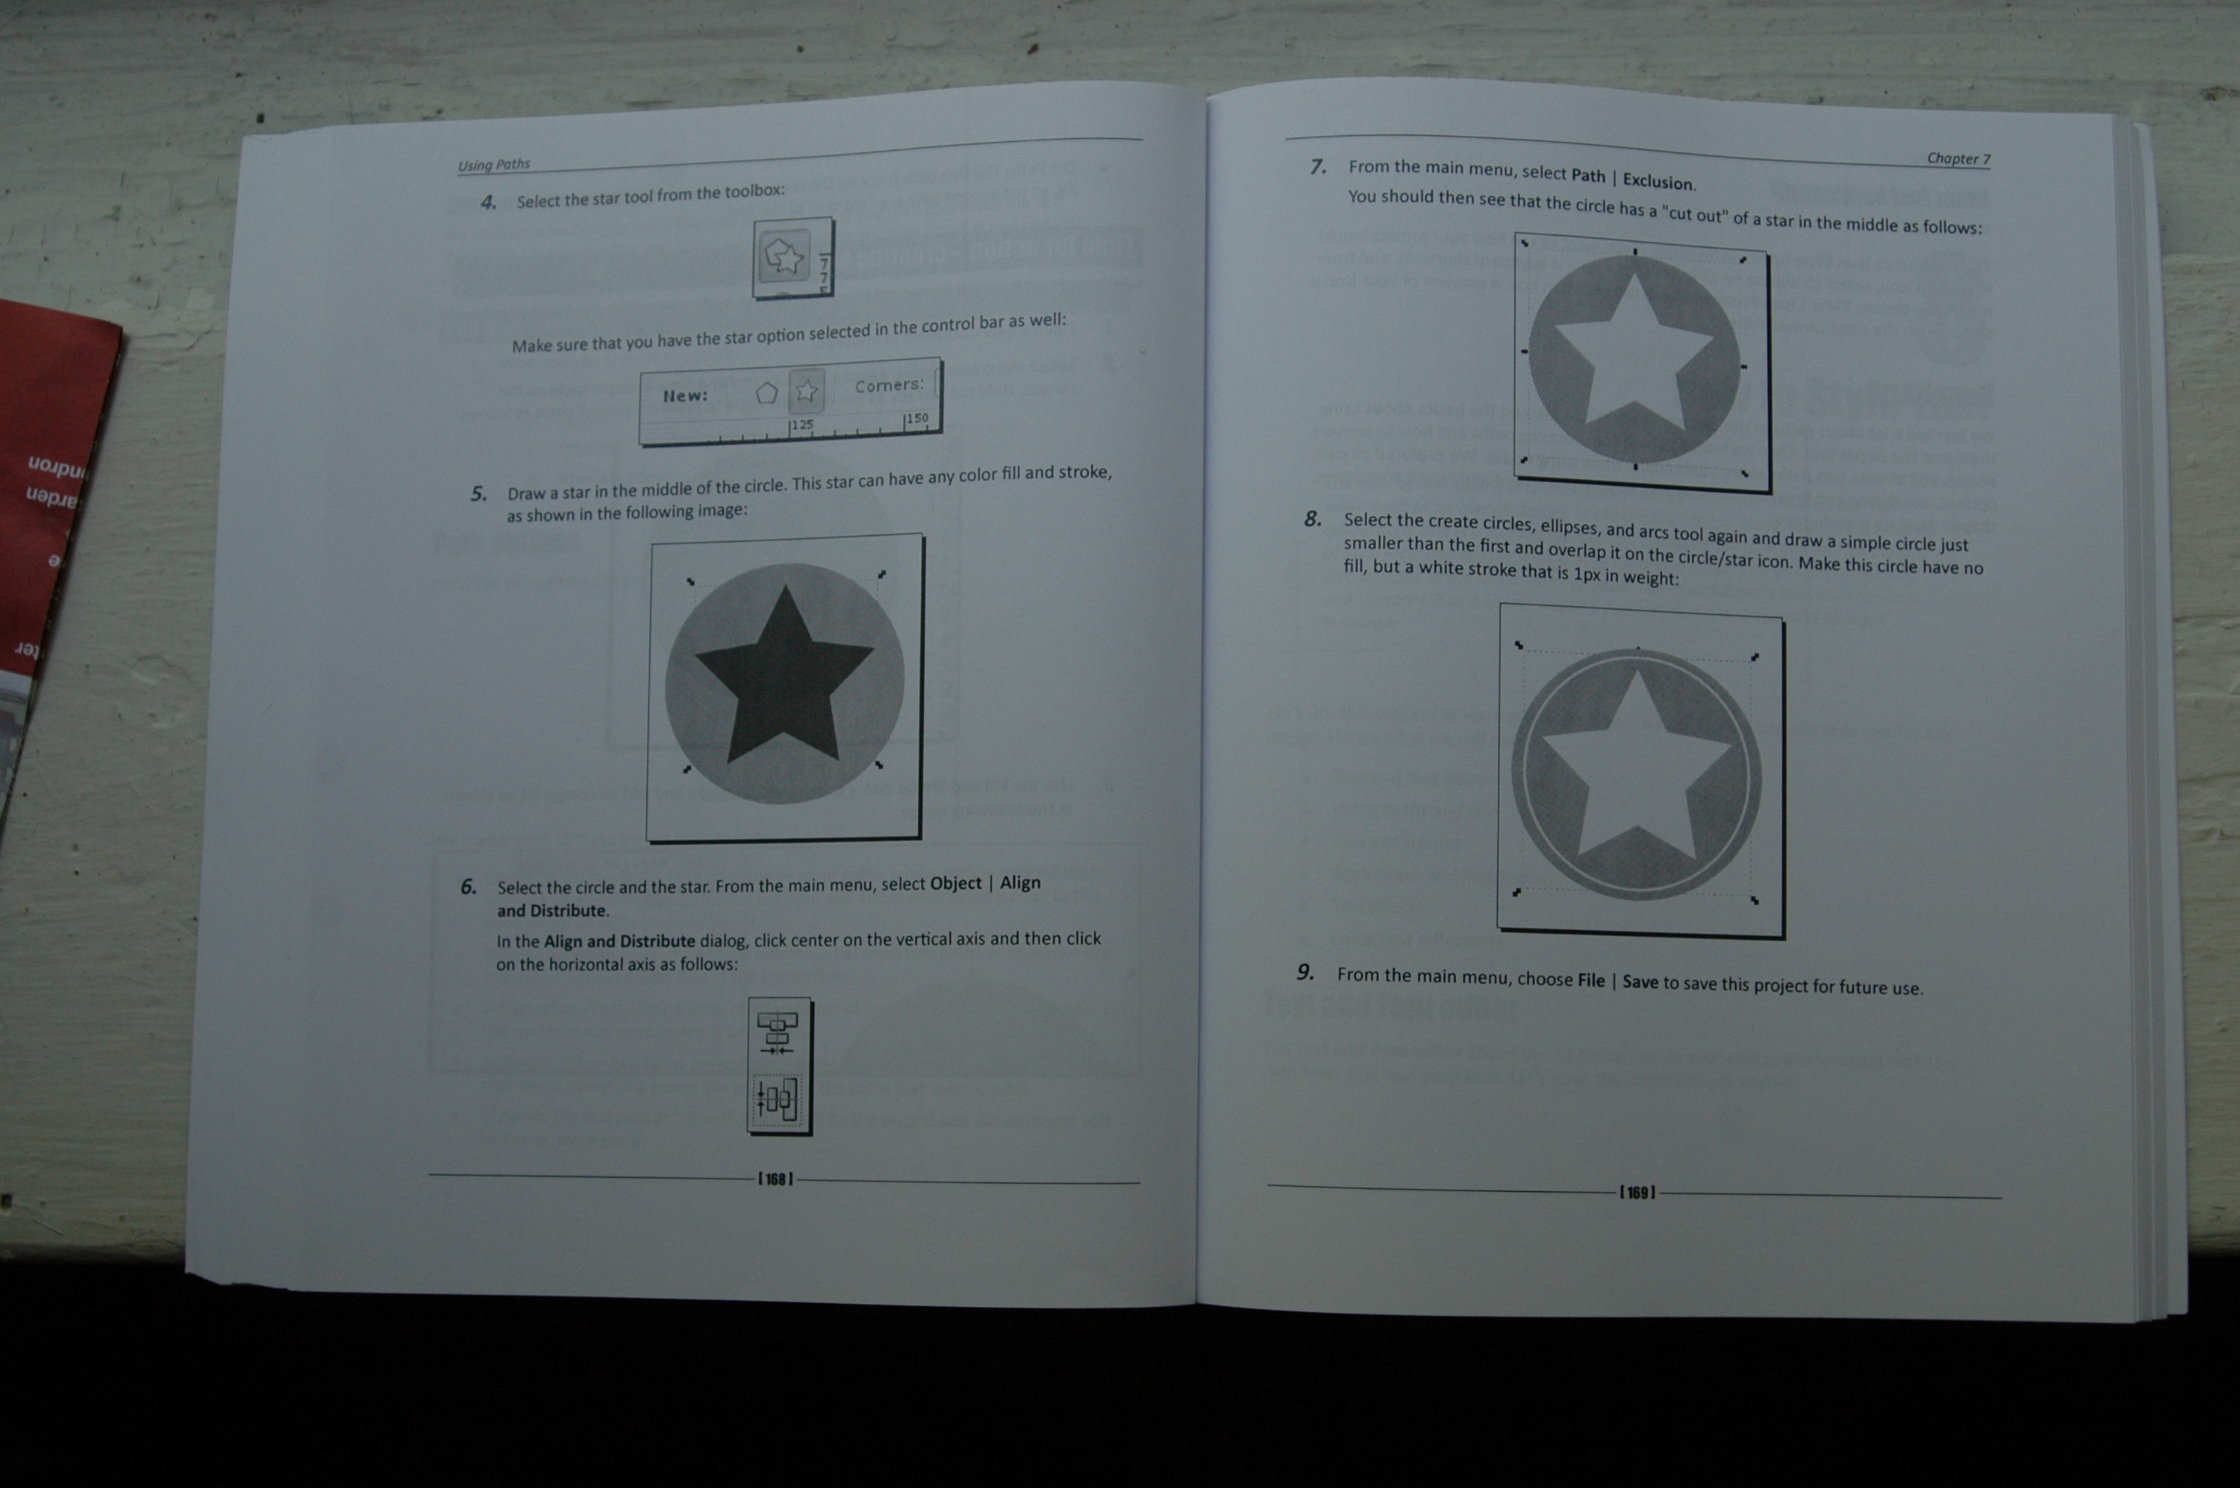 Using Paths
4. Select the star tool from the toolbox:
7
7
Make sure that you have the star option selected in the control bar as well:
New: Corners:
125 150
5. Draw a star in the middle of the circle. This star can have any color fill and stroke,
as shown in the following image:
6. Select the circle and the star. From the main menu, select Object | Align
and Distribute.
In the Align and Distribute dialog, click center on the vertical axis and then click
on the horizontal axis as follows:
[ 168 ]
Chapter 7
7. From the main menu, select Path | Exclusion.
You should then see that the circle has a "cut out" of a star in the middle as follows:
8. Select the create circles, ellipses, and arcs tool again and draw a simple circle just
smaller than the first and overlap it on the circle/star icon. Make this circle have no
fill, but a white stroke that is 1px in weight:
9. From the main menu, choose File | Save to save this project for future use.
[ 169 ]